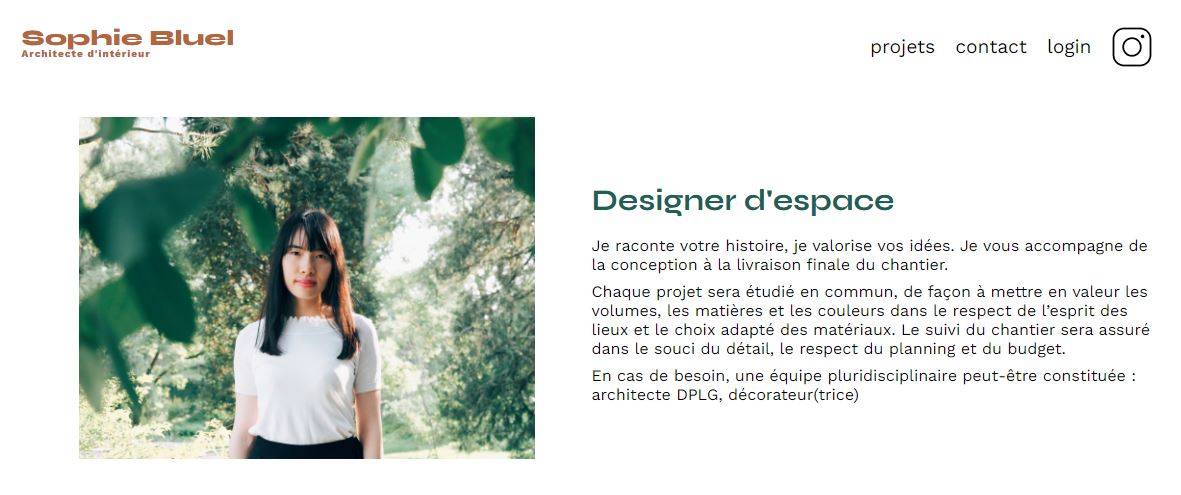 Sophie Bluel
Architecte d'intérieur
projets contact login
Designer d'espace
Je raconte votre histoire, je valorise vos idées. Je vous accompagne de
la conception à la livraison finale du chantier.
Chaque projet sera étudié en commun, de façon à mettre en valeur les
volumes, les matières et les couleurs dans le respect de l'esprit des
lieux et le choix adapté des matériaux. Le suivi du chantier sera assuré
dans le souci du détail, le respect du planning et du budget.
En cas de besoin, une équipe pluridisciplinaire peut-être constituée :
architecte DPLG, décorateur(trice)